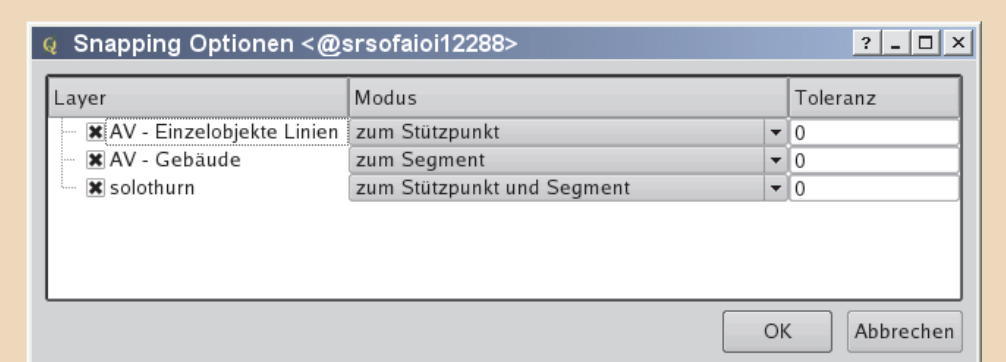 Snapping Optionen <@srsofaioi12288>
Layer Modus Toleranz
AV - Einzelobjekte Linien zum Stützpunkt 0
AV - Gebäude zum Segment 0
solothurn zum Stützpunkt und Segment 0
OK Abbrechen